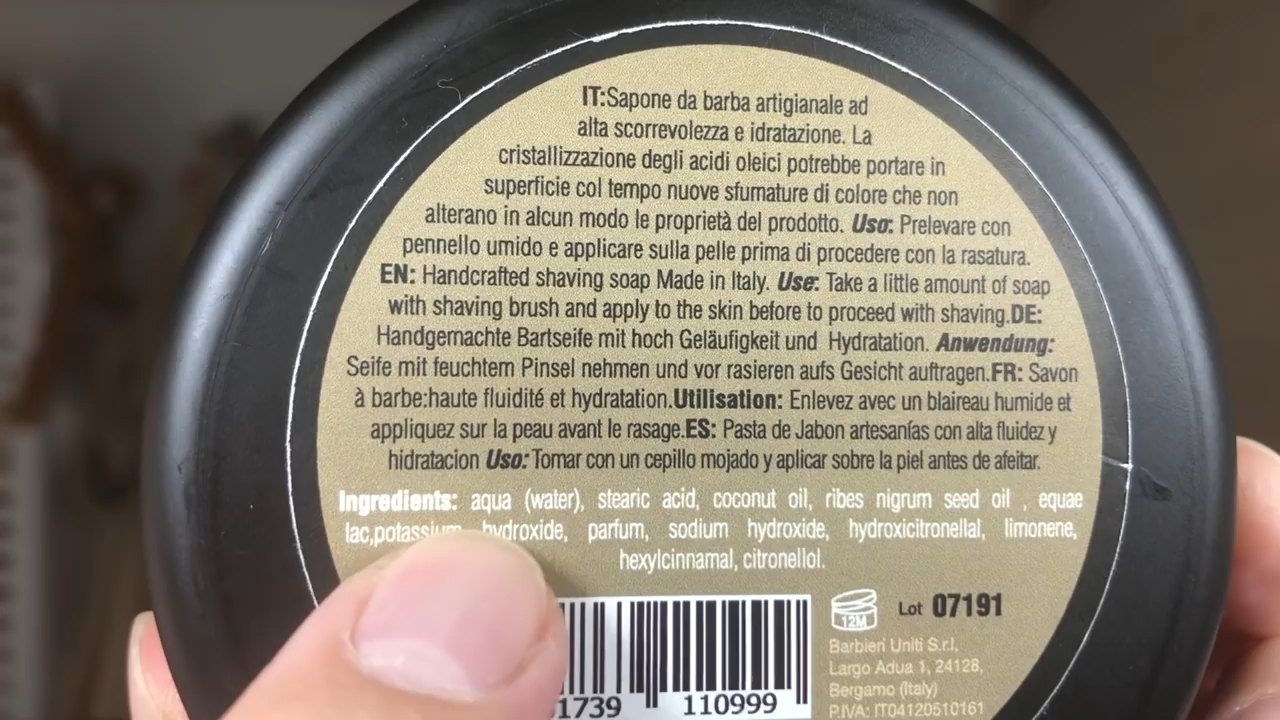 IT:Sapone da barba artigianale ad
alta scorrevolezza e idratazione. La
cristallizzazione degli acidi oleici potrebbe portare in
superficie col tempo nuove sfumature di colore che non
alterano in alcun modo le proprietà del prodotto. Uso: Prelevare con
pennello umido e applicare sulla pelle prima di procedere con la rasatura.
EN: Handcrafted shaving soap Made in Italy. Use: Take a little amount of soap
with shaving brush and apply to the skin before to proceed with shaving.DE:
Handgemachte Bartseife mit hoch Geläufigkeit und Hydratation. Anwendung:
Seife mit feuchtem Pinsel nehmen und vor rasieren aufs Gesicht auftragen.FR: Savon
à barbe:haute fluidité et hydratation.Utilisation: Enlevez avec un blaireau humide et
appliquez sur la peau avant le rasage.ES: Pasta de Jabon artesanías con alta fluidez y
hidratacion Uso: Tomar con un cepillo mojado y aplicar sobre la piel antes de afeitar.
Ingredients: aqua (water), stearic acid, coconut oil, ribes nigrum seed oil , equae
lac,potassium hydroxide, parfum, sodium hydroxide, hydroxicitronellal, limonene,
hexylcinnamal, citronellol.
12M
Lot 07191
Barbieri Uniti S.r.l,
Largo Adua 1, 24128,
Bergamo (Italy)
P.IVA: IT04120510161
1739 110999